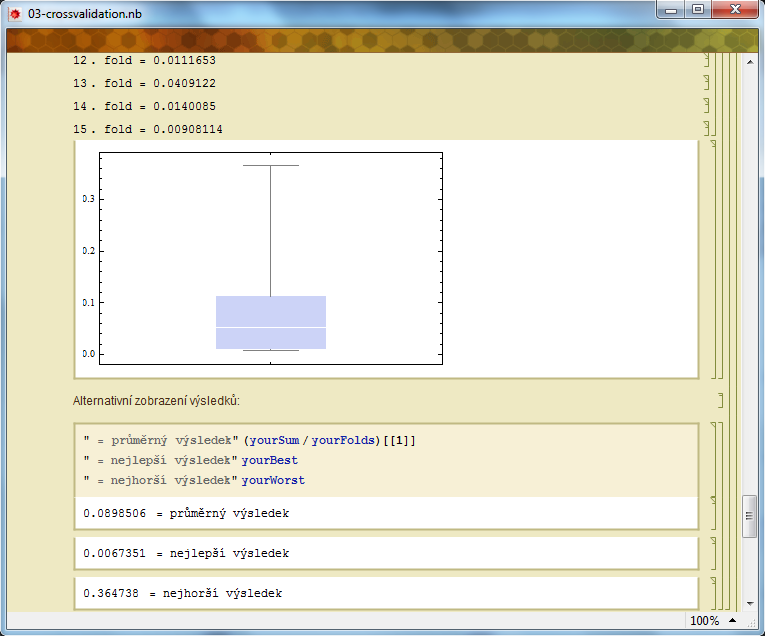 03-crossvalidation.nb
12. fold = 0.0111653
13. fold = 0.0409122
14. fold = 0.0140085
15. fold = 0.00908114
0.3
0.2
0.1
0.0
Alternativní zobrazení výsledků:
" = průměrný výsledek" (yourSum / yourFolds)[[1]]
" = nejlepší výsledek" yourBest
" = nejhorší výsledek" yourWorst
0.0898506 = průměrný výsledek
0.0067351 = nejlepší výsledek
0.364738 = nejhorší výsledek
100%